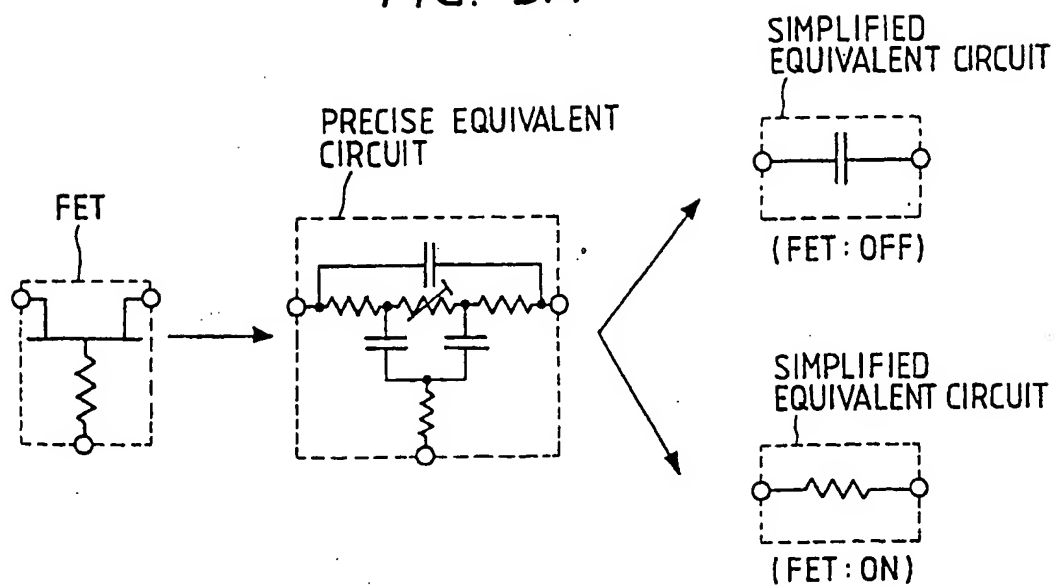 FET
PRECISE EQUIVALENT
CIRCUIT
SIMPLIFIED
EQUIVALENT CIRCUIT
(FET: OFF)
SIMPLIFIED
EQUIVALENT CIRCUIT
(FET: ON)